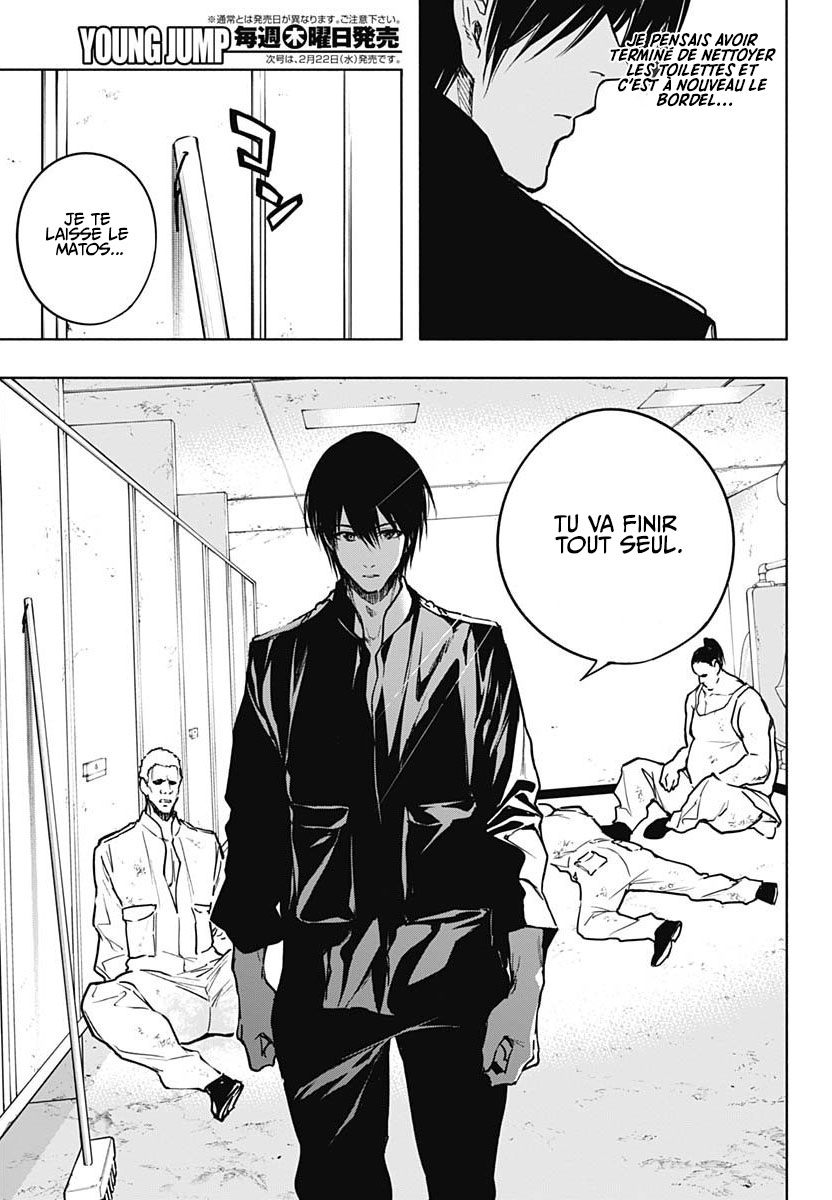 ※通常とは発売日が異なります。ご注意下さい。
YOUNG JUMP 毎週木曜日発売
次号は、2月22日(水)発売です。
JE PENSAIS AVOIR
TERMINÉ DE NETTOYER
LES TOILETTES ET
C'EST À NOUVEAU LE
BORDEL...
コン
JE TE
LAISSE LE
MATOS...
TU VA FINIR
TOUT SEUL.